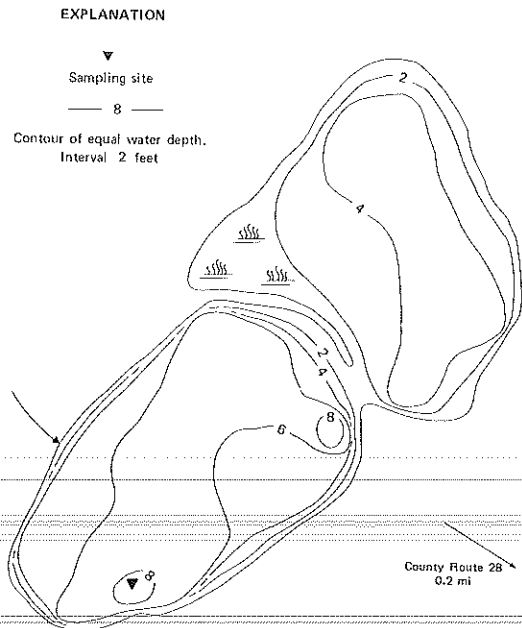 EXPLANATION
Sampling site
8
Contour of equal water depth.
Interval 2 feet
2
4
2
4
8
6
8
County Route 28
0.2 mi